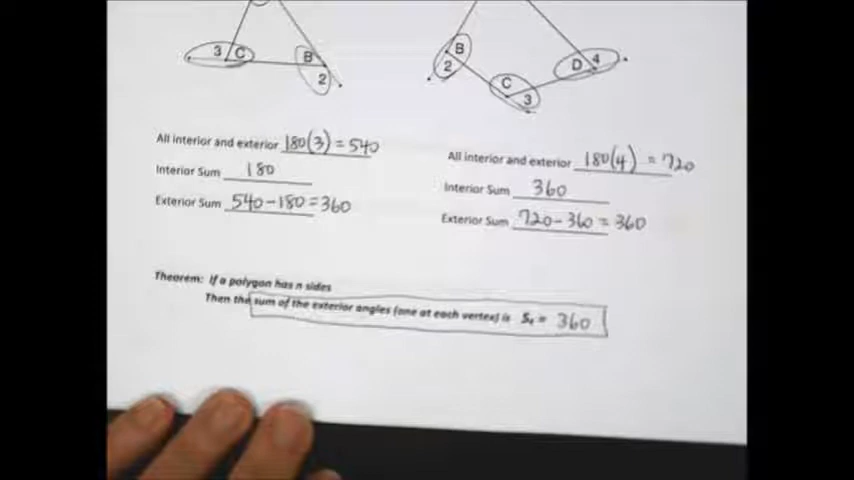 3 C B 2
B 2 C 3 D 4
All interior and exterior 180(3) = 540
Interior Sum 180
Exterior Sum 540-180 = 360
All interior and exterior 180(4) = 720
Interior Sum 360
Exterior Sum 720-360 = 360
Theorem: If a polygon has n sides
Then the sum of the exterior angles (one at each vertex) is Se = 360